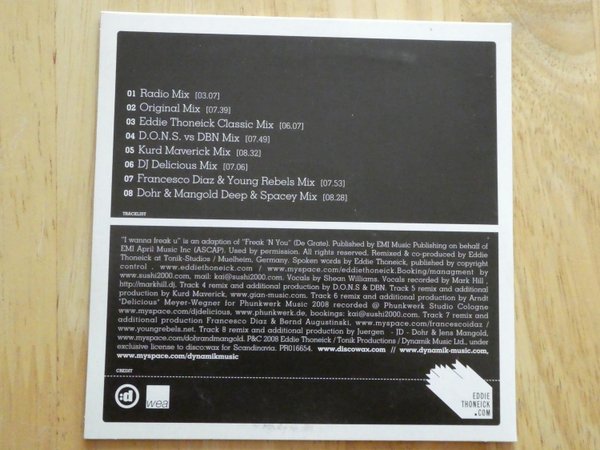 01 Radio Mix [03.07]
02 Original Mix [07.39]
03 Eddie Thoneick Classic Mix [06.07]
04 D.O.N.S. vs DBN Mix [07.49]
05 Kurd Maverick Mix [08.32]
06 DJ Delicious Mix [07.06]
07 Francesco Diaz & Young Rebels Mix [07.53]
08 Dohr & Mangold Deep & Spacey Mix [08.28]
TRACKLIST
"I wanna freak u" is an adaption of "Freak 'N You" (De Grate). Published by EMI Music Publishing on behalf of
EMI April Music Inc (ASCAP). Used by permission. All rights reserved. Remixed & co-produced by Eddie
Thoneick at Tonik-Studios / Muelheim, Germany. Spoken words by Eddie Thoneick, published by copyright
control . www.eddiethoneick.com / www.myspace.com/eddiethoneick.Booking/managment by
www.sushi2000.com, mail: kai@sushi2000.com. Vocals by Shean Williams. Vocals recorded by Mark Hill ,
http://markhill.dj. Track 4 remix and additional production by D.O.N.S & DBN. Track 5 remix and additional
production by Kurd Maverick, www.gian-music.com. Track 6 remix and additional production by Arndt
"Delicious" Meyer-Wegner for Phunkwerk Music 2008 recorded @ Phunkwerk Studio Cologne
www.myspace.com/djdelicious, www.phunkwerk.de, bookings: kai@sushi2000.com. Track 7 remix and
additional production Francesco Diaz & Bernd Augustinski, www.myspace.com/francescodiaz /
www.youngrebels.net. Track 8 remix and additional production by Juergen - JD - Dohr & Jens Mangold,
www.myspace.com/dohrandmangold. P&C 2008 Eddie Thoneick / Tonik Productions / Dynamik Music Ltd., under
exclusive license to disco:wax for Scandinavia. PR016654. www.discowax.com // www.dynamik-music.com,
www.myspace.com/dynamikmusic
CREDIT
:d
wea
EDDIE
THONEICK
.COM